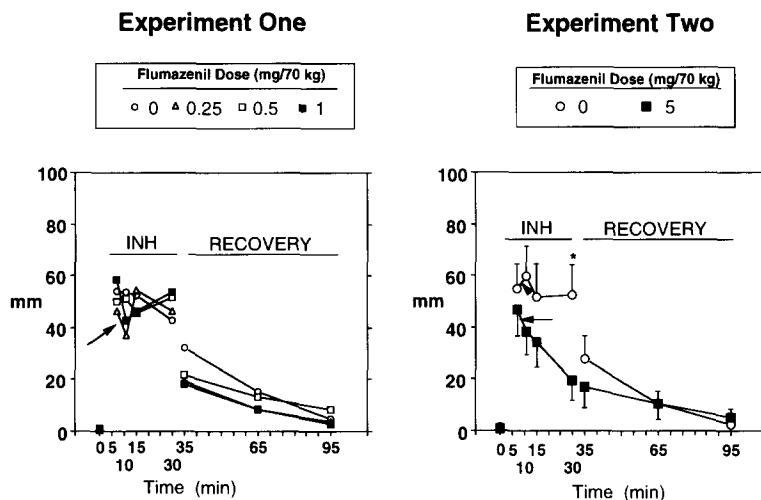 Experiment One
Flumazenil Dose (mg/70 kg)
0 0.25 0.5 1
100
80
60
mm
40
20
0
INH RECOVERY
0 5 15 35 65 95
10 30
Time (min)
Experiment Two
Flumazenil Dose (mg/70 kg)
0 5
100
80
60
mm
40
20
0
INH RECOVERY
*
0 5 15 35 65 95
10 30
Time (min)